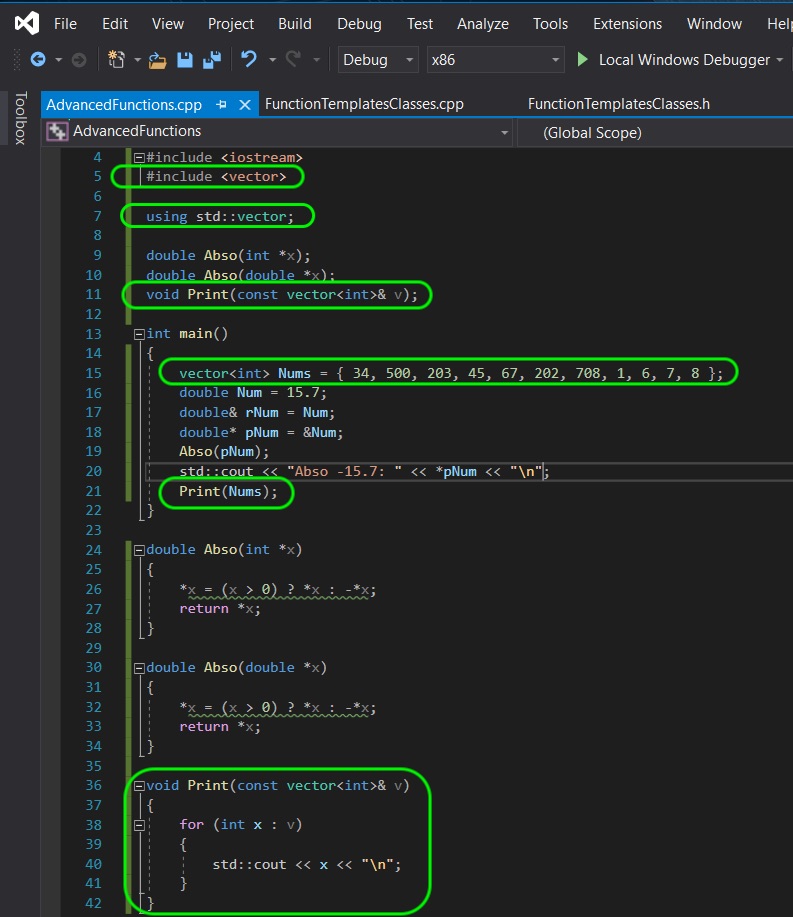 File Edit View Project Build Debug Test Analyze Tools Extensions Window Help
Debug x86 Local Windows Debugger
Toolbox
AdvancedFunctions.cpp FunctionTemplatesClasses.cpp FunctionTemplatesClasses.h
AdvancedFunctions (Global Scope)
4 #include <iostream>
5 #include <vector>
6
7 using std::vector;
8
9 double Abso(int *x);
10 double Abso(double *x);
11 void Print(const vector<int>& v);
12
13 int main()
14 {
15 vector<int> Nums = { 34, 500, 203, 45, 67, 202, 708, 1, 6, 7, 8 };
16 double Num = 15.7;
17 double& rNum = Num;
18 double* pNum = &Num;
19 Abso(pNum);
20 std::cout << "Abso -15.7: " << *pNum << "\n";
21 Print(Nums);
22 }
23
24 double Abso(int *x)
25 {
26 *x = (x > 0) ? *x : -*x;
27 return *x;
28 }
29
30 double Abso(double *x)
31 {
32 *x = (x > 0) ? *x : -*x;
33 return *x;
34 }
35
36 void Print(const vector<int>& v)
37 {
38 for (int x : v)
39 {
40 std::cout << x << "\n";
41 }
42 }